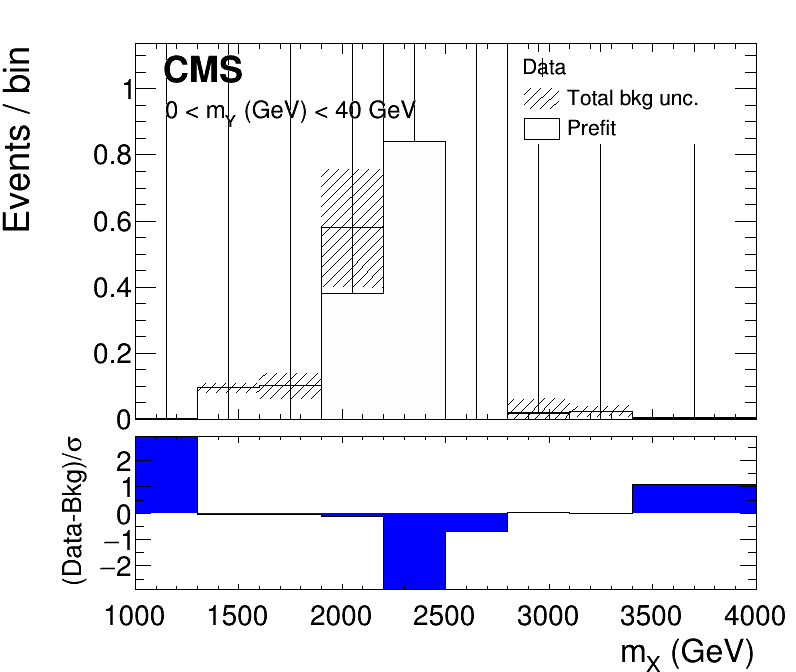 CMS
0 < mY (GeV) < 40 GeV
Data
Total bkg unc.
Prefit
Events / bin
1
0.8
0.6
0.4
0.2
0
(Data-Bkg)/σ
2
1
0
−1
−2
1000 1500 2000 2500 3000 3500 4000
mX (GeV)